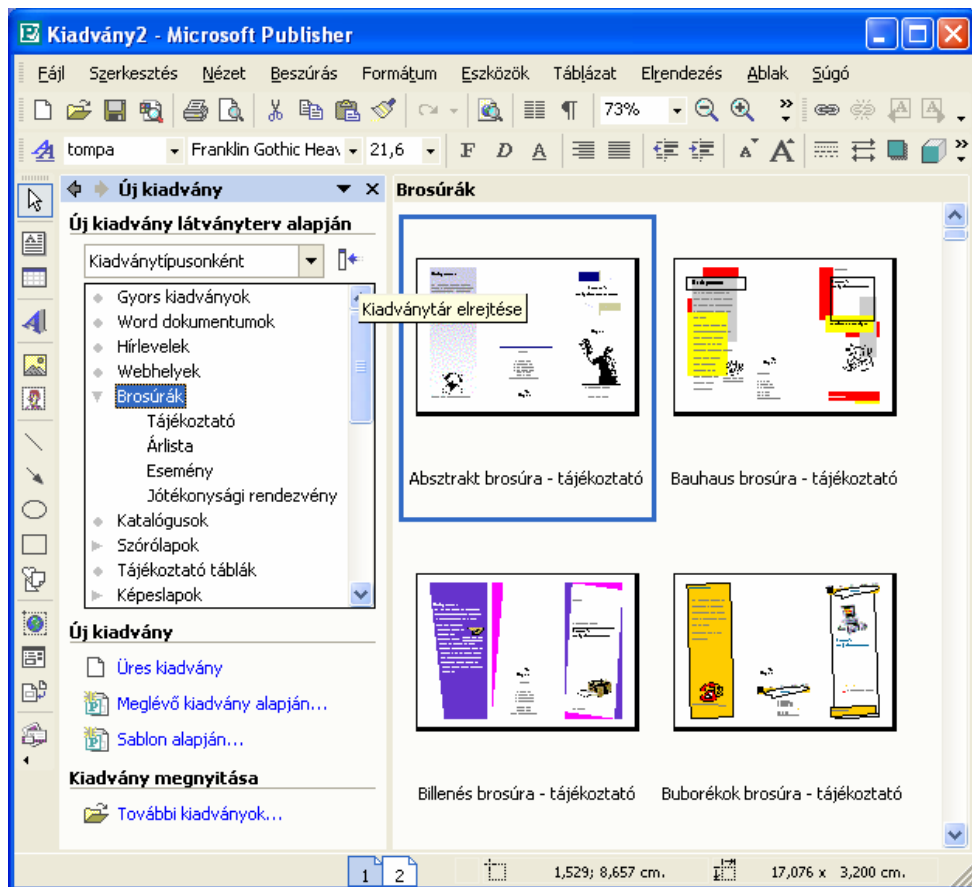 Kiadvány2 - Microsoft Publisher
Fájl Szerkesztés Nézet Beszúrás Formátum Eszközök Táblázat Elrendezés Ablak Súgó
73%
tompa Franklin Gothic Heav 21,6 F D A A A
Új kiadvány
Brosúrák
Új kiadvány látványterv alapján
Kiadványtípusonként
Kiadványtár elrejtése
Gyors kiadványok
Word dokumentumok
Hírlevelek
Webhelyek
Brosúrák
Tájékoztató
Árlista
Esemény
Jótékonysági rendezvény
Katalógusok
Szórólapok
Tájékoztató táblák
Képeslapok
Absztrakt brosúra - tájékoztató
Bauhaus brosúra - tájékoztató
Új kiadvány
Üres kiadvány
Meglévő kiadvány alapján...
Sablon alapján...
Kiadvány megnyitása
További kiadványok...
Billenés brosúra - tájékoztató
Buborékok brosúra - tájékoztató
1 2 1,529; 8,657 cm. 17,076 x 3,200 cm.